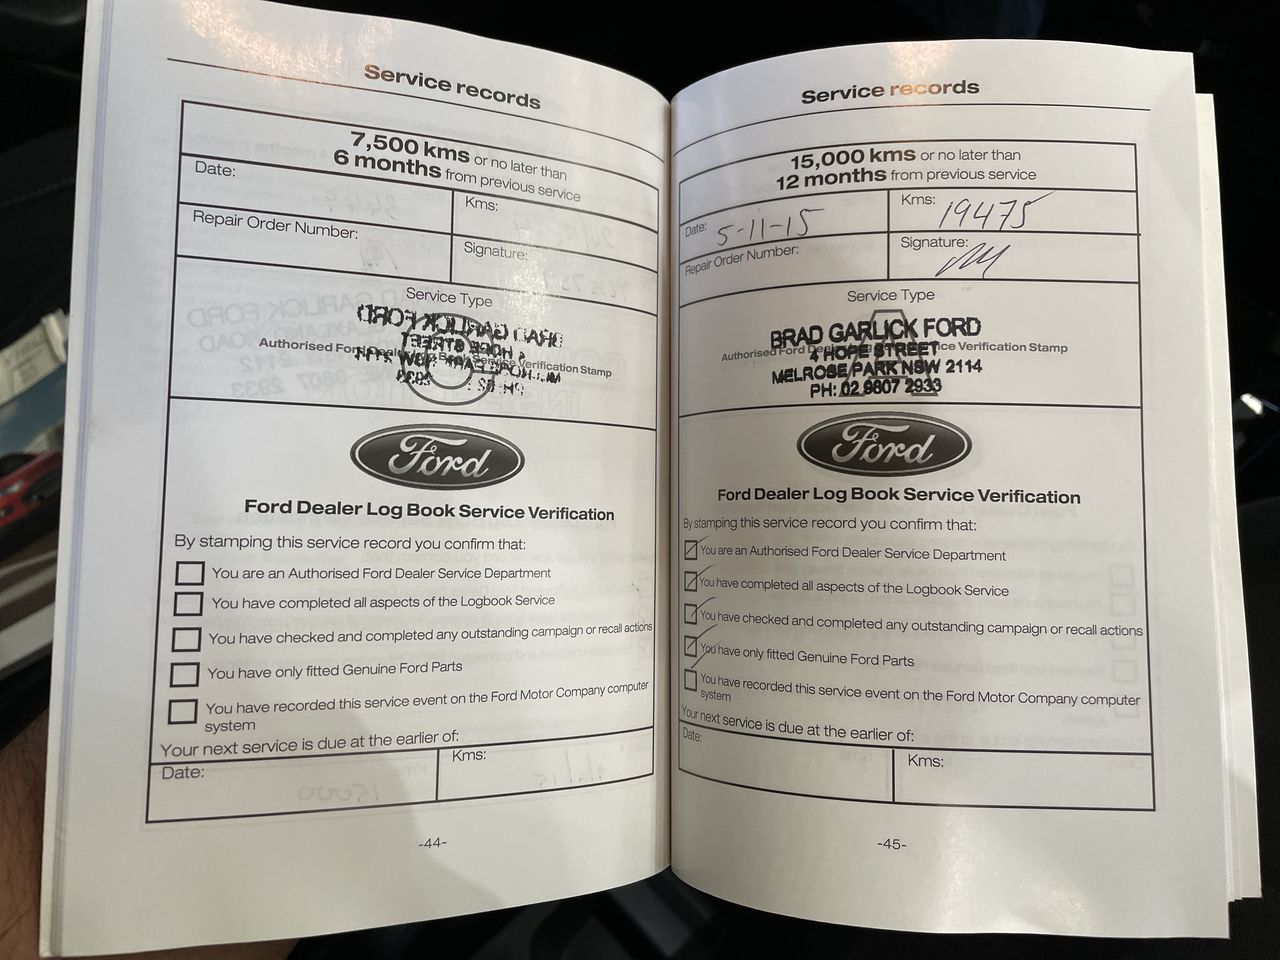 Service records
7,500 kms or no later than
6 months from previous service
Date:
Kms:
Repair Order Number:
Signature:
Service Type
Authorised Ford Dealer Log Book Service Verification Stamp
Ford
Ford Dealer Log Book Service Verification
By stamping this service record you confirm that:
You are an Authorised Ford Dealer Service Department
You have completed all aspects of the Logbook Service
You have checked and completed any outstanding campaign or recall actions
You have only fitted Genuine Ford Parts
You have recorded this service event on the Ford Motor Company computer
system
Your next service is due at the earlier of:
Date:
Kms:
-44-
Service records
15,000 kms or no later than
12 months from previous service
Date: 5-11-15
Kms: 19475
Repair Order Number:
Signature:
Service Type
Authorised Ford Dealer Log Book Service Verification Stamp
BRAD GARLICK FORD
4 HOPE STREET
MELROSE PARK NSW 2114
PH: 02 9807 2933
Ford
Ford Dealer Log Book Service Verification
By stamping this service record you confirm that:
You are an Authorised Ford Dealer Service Department
You have completed all aspects of the Logbook Service
You have checked and completed any outstanding campaign or recall actions
You have only fitted Genuine Ford Parts
You have recorded this service event on the Ford Motor Company computer
system
Your next service is due at the earlier of:
Date:
Kms:
-45-